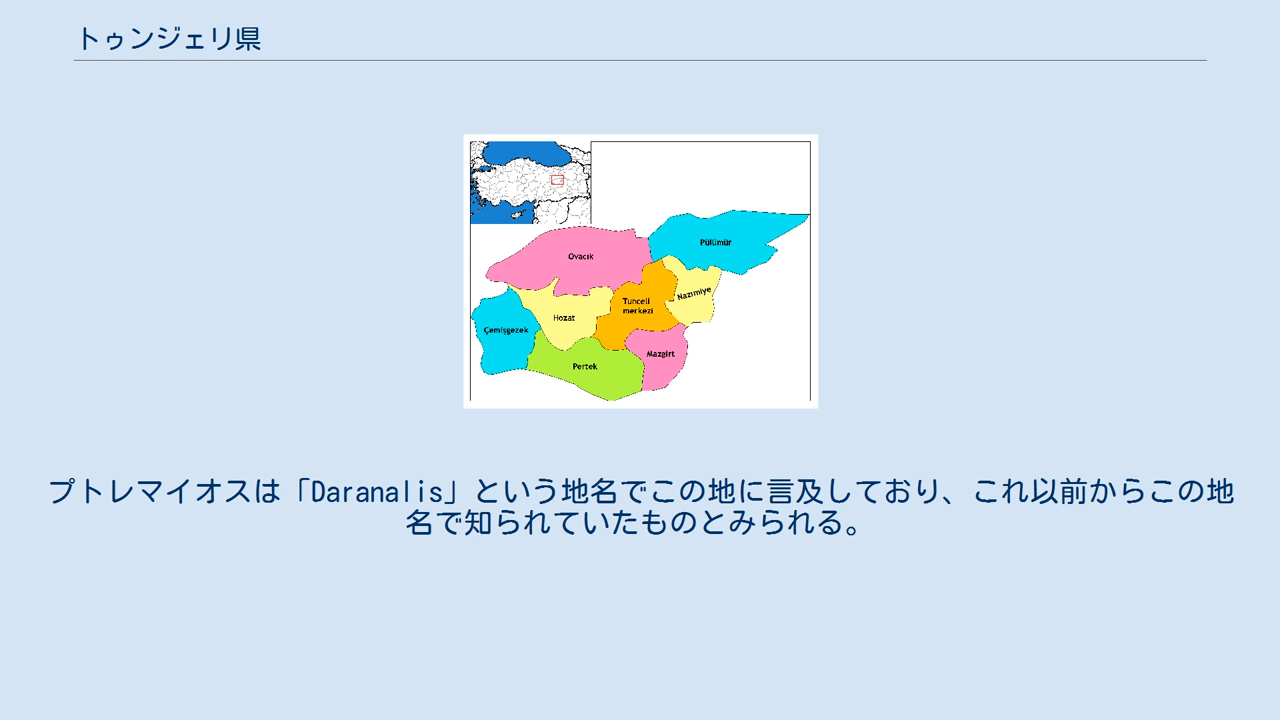 トゥンジェリ県
Pülümür
Ovacık
Nazımiye
Tunceli
merkezi
Hozat
Çemişgezek
Mazgirt
Pertek
プトレマイオスは「Daranalis」という地名でこの地に言及しており、これ以前からこの地
名で知られていたものとみられる。